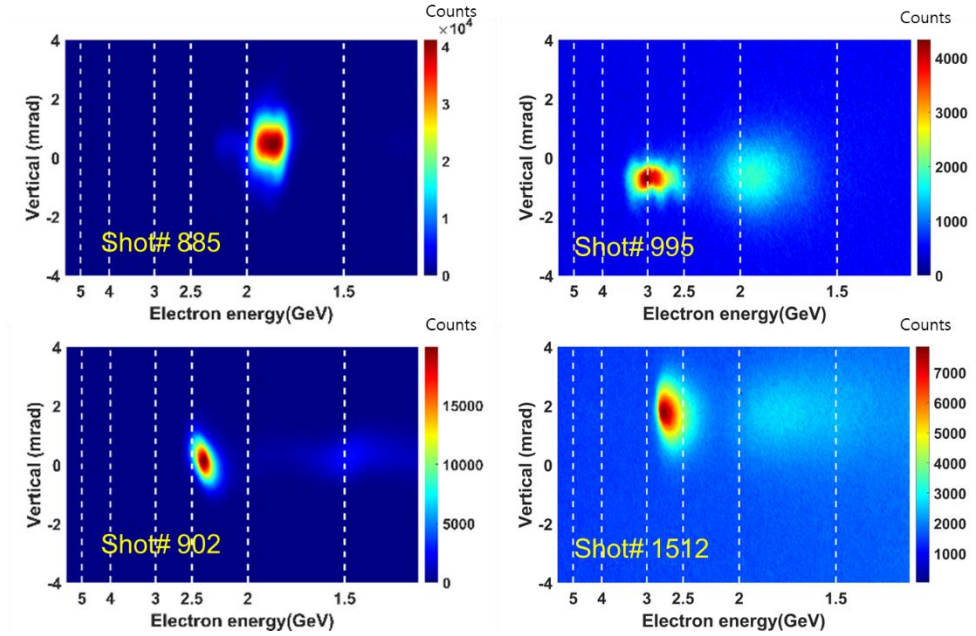 Counts
×10⁴
4
2
0
-2
-4
Vertical (mrad)
Shot# 885
5 4 3 2.5 2 1.5
Electron energy(GeV)
4
3
2
1
0
Counts
4
2
0
-2
-4
Vertical (mrad)
Shot# 995
5 4 3 2.5 2 1.5
Electron energy(GeV)
4000
3000
2000
1000
0
Counts
4
2
0
-2
-4
Vertical (mrad)
Shot# 902
5 4 3 2.5 2 1.5
Electron energy(GeV)
15000
10000
5000
0
Counts
4
2
0
-2
-4
Vertical (mrad)
Shot# 1512
5 4 3 2.5 2 1.5
Electron energy(GeV)
7000
6000
5000
4000
3000
2000
1000